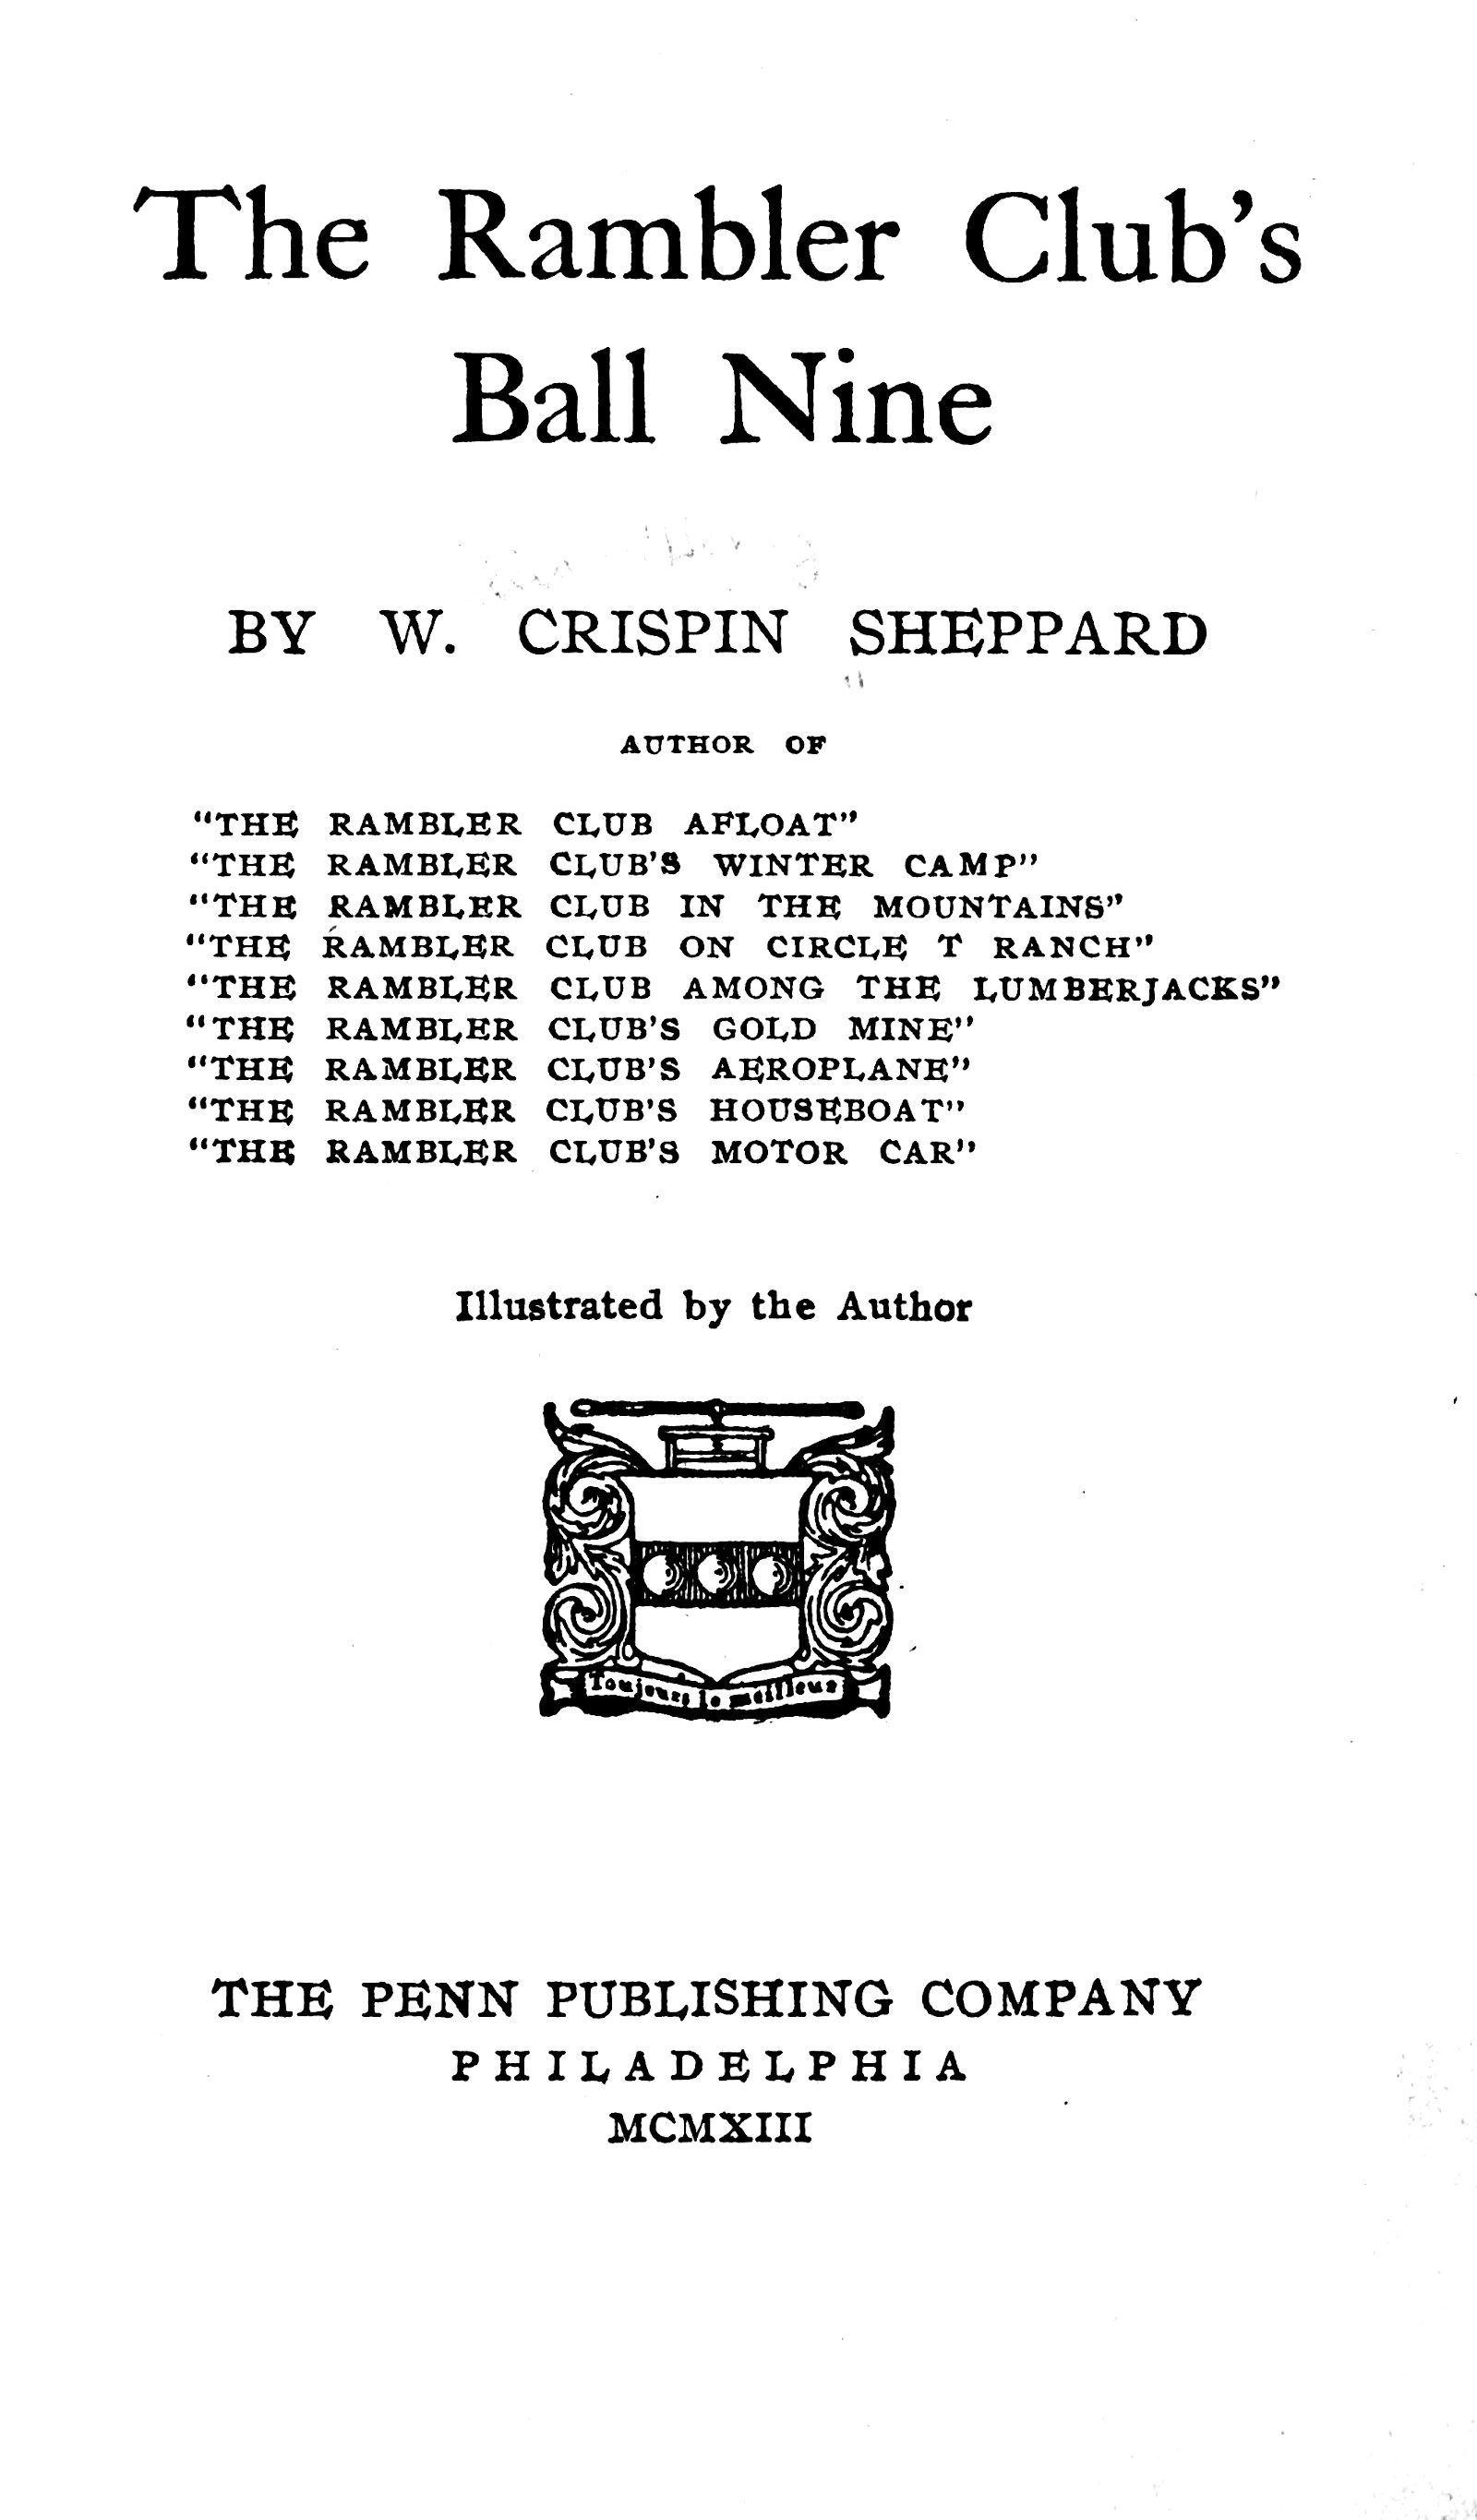 The Rambler Club's
Ball Nine
BY W. CRISPIN SHEPPARD
AUTHOR OF
"THE RAMBLER CLUB AFLOAT"
"THE RAMBLER CLUB'S WINTER CAMP"
"THE RAMBLER CLUB IN THE MOUNTAINS"
"THE RAMBLER CLUB ON CIRCLE T RANCH"
"THE RAMBLER CLUB AMONG THE LUMBERJACKS"
"THE RAMBLER CLUB'S GOLD MINE"
"THE RAMBLER CLUB'S AEROPLANE"
"THE RAMBLER CLUB'S HOUSEBOAT"
"THE RAMBLER CLUB'S MOTOR CAR"
Illustrated by the Author
Toujours le meilleur
THE PENN PUBLISHING COMPANY
PHILADELPHIA
MCMXIII